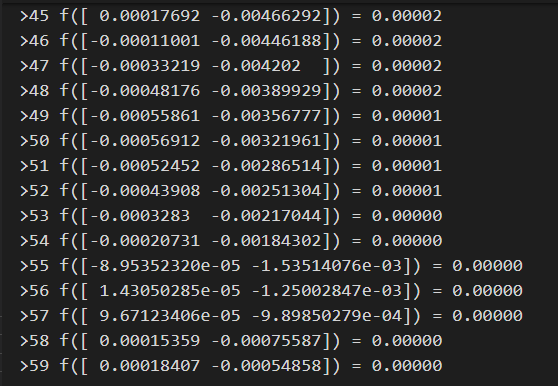 >45 f([ 0.00017692 -0.00466292]) = 0.00002
>46 f([-0.00011001 -0.00446188]) = 0.00002
>47 f([-0.00033219 -0.004202  ]) = 0.00002
>48 f([-0.00048176 -0.00389929]) = 0.00002
>49 f([-0.00055861 -0.00356777]) = 0.00001
>50 f([-0.00056912 -0.00321961]) = 0.00001
>51 f([-0.00052452 -0.00286514]) = 0.00001
>52 f([-0.00043908 -0.00251304]) = 0.00001
>53 f([-0.0003283  -0.00217044]) = 0.00000
>54 f([-0.00020731 -0.00184302]) = 0.00000
>55 f([-8.95352320e-05 -1.53514076e-03]) = 0.00000
>56 f([ 1.43050285e-05 -1.25002847e-03]) = 0.00000
>57 f([ 9.67123406e-05 -9.89850279e-04]) = 0.00000
>58 f([ 0.00015359 -0.00075587]) = 0.00000
>59 f([ 0.00018407 -0.00054858]) = 0.00000